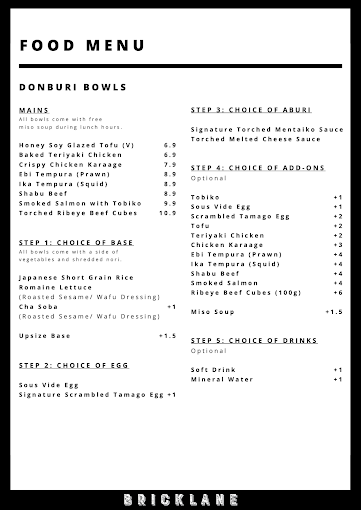 FOOD MENU
DONBURI BOWLS
MAINS
All bowls come with free
miso soup during lunch hours.
Honey Soy Glazed Tofu (V) 6.9
Baked Teriyaki Chicken 6.9
Crispy Chicken Karaage 7.9
Ebi Tempura (Prawn) 8.9
Ika Tempura (Squid) 8.9
Shabu Beef 8.9
Smoked Salmon with Tobiko 9.9
Torched Ribeye Beef Cubes 10.9
STEP 1: CHOICE OF BASE
All bowls come with a side of
vegetables and shredded nori.
Japanese Short Grain Rice
Romaine Lettuce
(Roasted Sesame/ Wafu Dressing)
Cha Soba +1
(Roasted Sesame/ Wafu Dressing)
Upsize Base +1.5
STEP 2: CHOICE OF EGG
Sous Vide Egg
Signature Scrambled Tamago Egg +1
STEP 3: CHOICE OF ABURI
Signature Torched Mentaiko Sauce
Torched Melted Cheese Sauce
STEP 4: CHOICE OF ADD-ONS
Optional
Tobiko +1
Sous Vide Egg +1
Scrambled Tamago Egg +2
Tofu +2
Teriyaki Chicken +2
Chicken Karaage +3
Ebi Tempura (Prawn) +4
Ika Tempura (Squid) +4
Shabu Beef +4
Smoked Salmon +4
Ribeye Beef Cubes (100g) +6
Miso Soup +1.5
STEP 5: CHOICE OF DRINKS
Optional
Soft Drink +1
Mineral Water +1
BRICKLANE